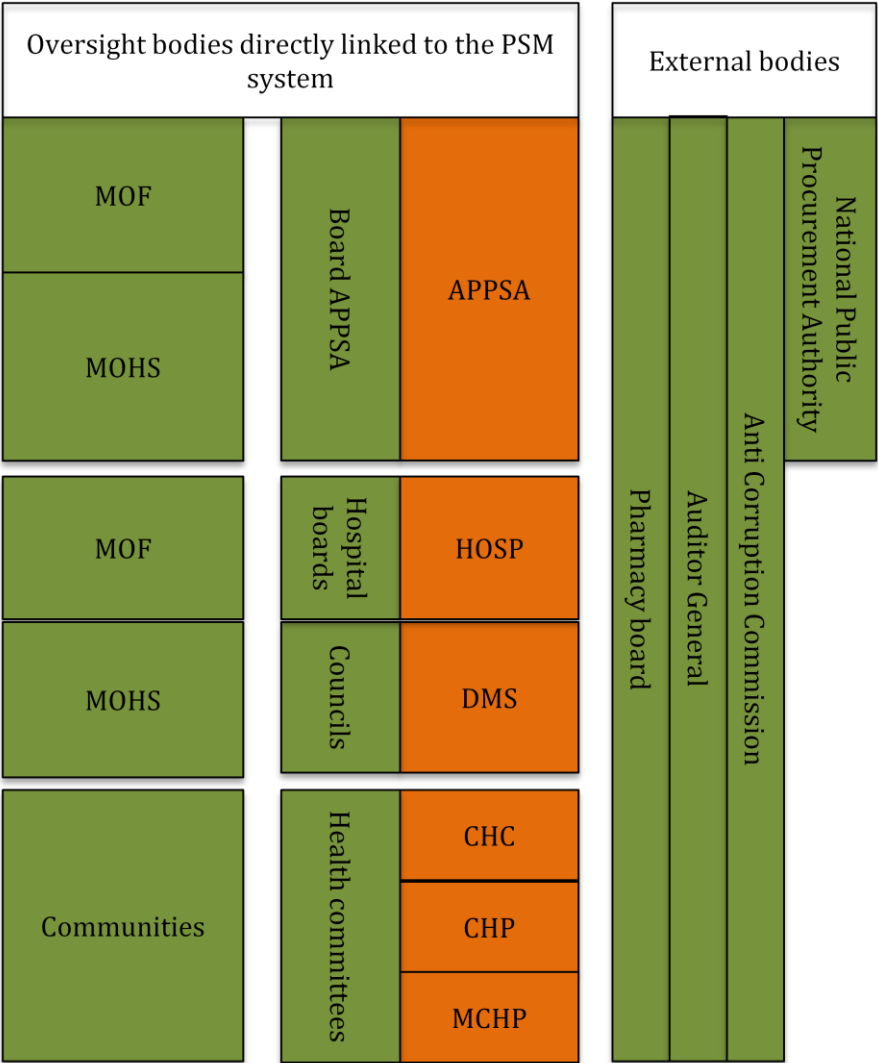 Oversight bodies directly linked to the PSM
system
External bodies
MOF
MOHS
Board APPSA
APPSA
MOF
MOHS
Hospital
boards
HOSP
Councils
DMS
Communities
Health committees
CHC
CHP
MCHP
Pharmacy board
Auditor General
Anti Corruption Commission
National Public
Procurement Authority